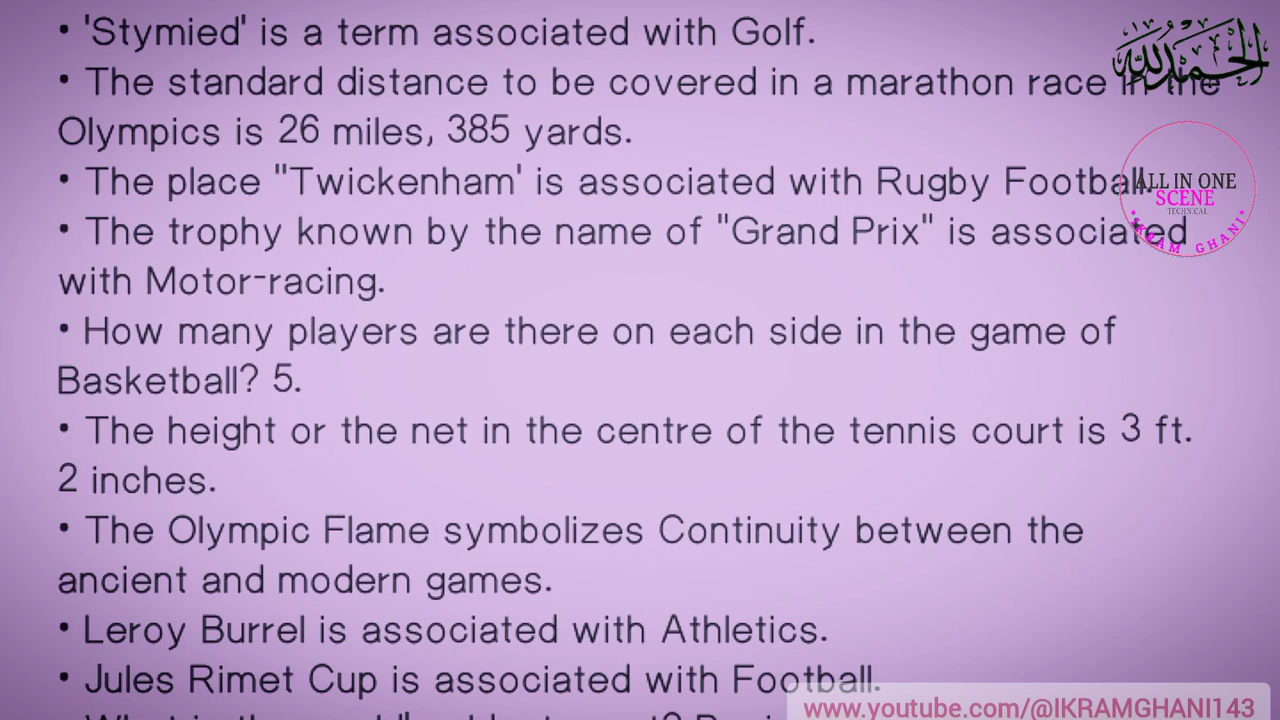 • 'Stymied' is a term associated with Golf.
• The standard distance to be covered in a marathon race in the
Olympics is 26 miles, 385 yards.
• The place "Twickenham' is associated with Rugby Football.
• The trophy known by the name of "Grand Prix" is associated
with Motor-racing.
• How many players are there on each side in the game of
Basketball? 5.
• The height or the net in the centre of the tennis court is 3 ft.
2 inches.
• The Olympic Flame symbolizes Continuity between the
ancient and modern games.
• Leroy Burrel is associated with Athletics.
• Jules Rimet Cup is associated with Football.
الحمدلله
ALL IN ONE
SCENE
TECHNICAL
IKRAM GHANI
www.youtube.com/@IKRAMGHANI143